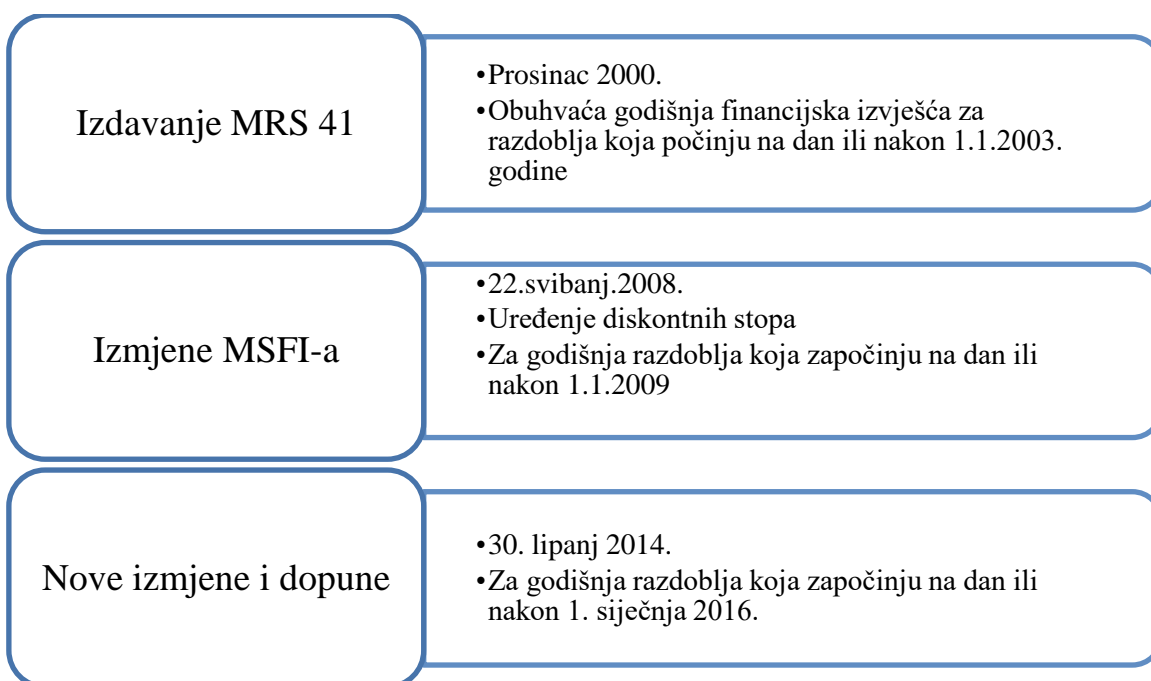 Izdavanje MRS 41
•Prosinac 2000.
•Obuhvaća godišnja financijska izvješća za
razdoblja koja počinju na dan ili nakon 1.1.2003.
godine
Izmjene MSFI-a
•22.svibanj.2008.
•Uređenje diskontnih stopa
•Za godišnja razdoblja koja započinju na dan ili
nakon 1.1.2009
Nove izmjene i dopune
•30. lipanj 2014.
•Za godišnja razdoblja koja započinju na dan ili
nakon 1. siječnja 2016.